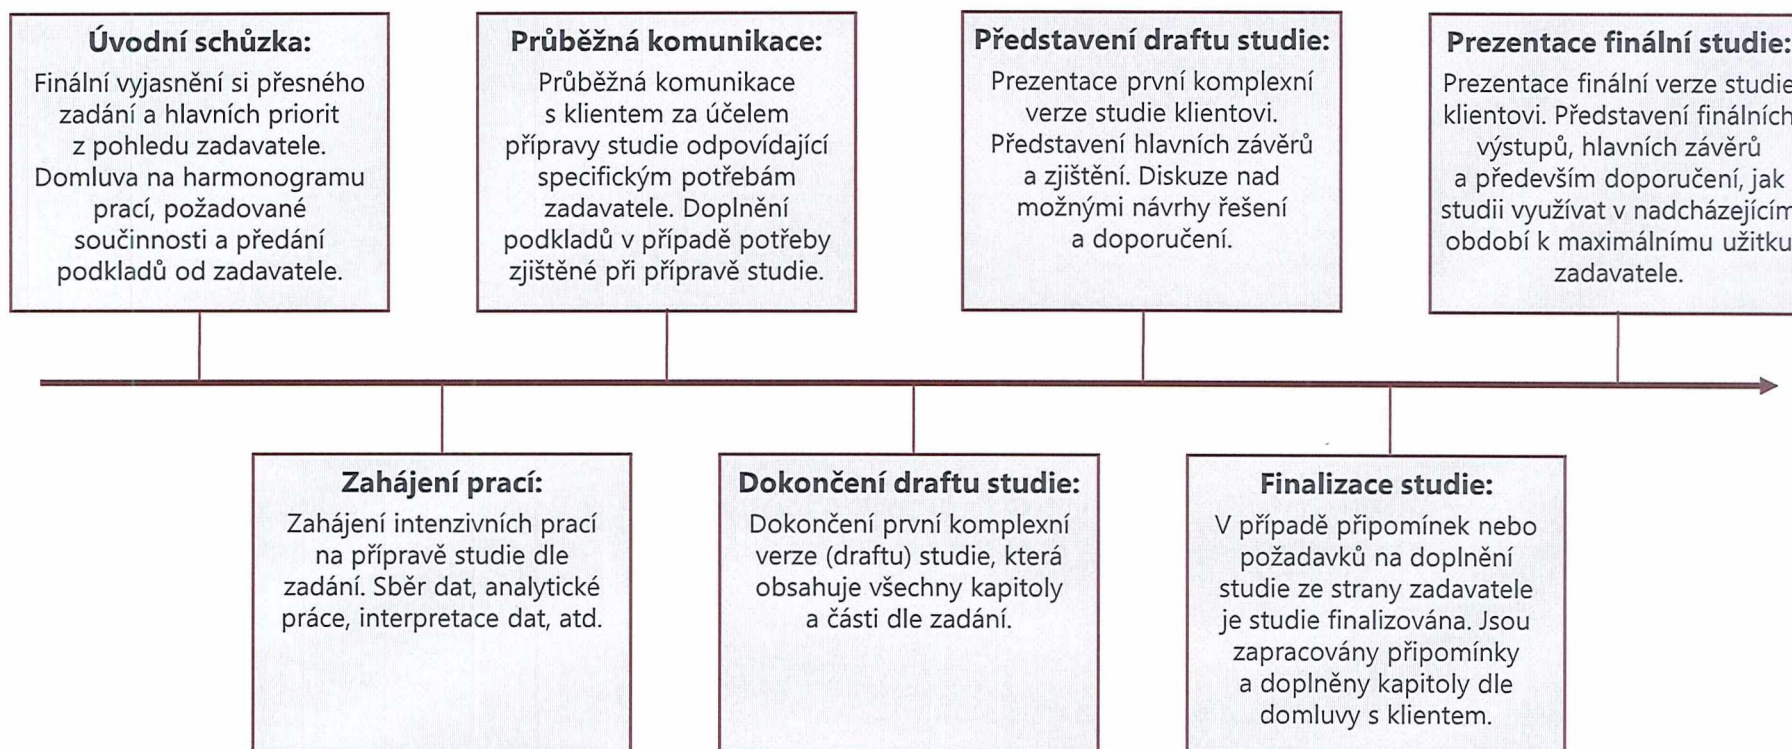 Úvodní schůzka:
Finální vyjasnění si přesného
zadání a hlavních priorit
z pohledu zadavatele.
Domluva na harmonogramu
prací, požadované
součinnosti a předání
podkladů od zadavatele.
Průběžná komunikace:
Průběžná komunikace
s klientem za účelem
přípravy studie odpovídající
specifickým potřebám
zadavatele. Doplnění
podkladů v případě potřeby
zjištěné při přípravě studie.
Představení draftu studie:
Prezentace první komplexní
verze studie klientovi.
Představení hlavních závěrů
a zjištění. Diskuze nad
možnými návrhy řešení
a doporučení.
Prezentace finální studie:
Prezentace finální verze studie
klientovi. Představení finálních
výstupů, hlavních závěrů
a především doporučení, jak
studii využívat v nadcházejícím
období k maximálnímu užitku
zadavatele.
Zahájení prací:
Zahájení intenzivních prací
na přípravě studie dle
zadání. Sběr dat, analytické
práce, interpretace dat, atd.
Dokončení draftu studie:
Dokončení první komplexní
verze (draftu) studie, která
obsahuje všechny kapitoly
a části dle zadání.
Finalizace studie:
V případě připomínek nebo
požadavků na doplnění
studie ze strany zadavatele
je studie finalizována. Jsou
zapracovány připomínky
a doplněny kapitoly dle
domluvy s klientem.